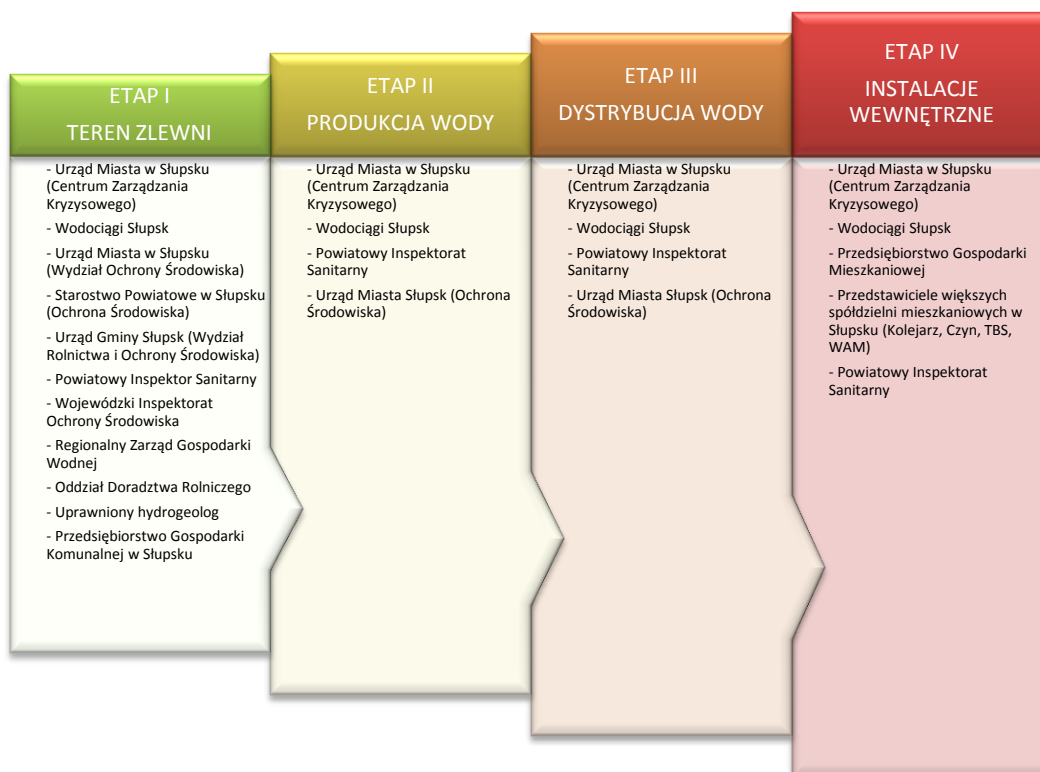 ETAP I
TEREN ZLEWNI
- Urząd Miasta w Słupsku
(Centrum Zarządzania
Kryzysowego)
- Wodociągi Słupsk
- Urząd Miasta w Słupsku
(Wydział Ochrony Środowiska)
- Starostwo Powiatowe w Słupsku
(Ochrona Środowiska)
- Urząd Gminy Słupsk (Wydział
Rolnictwa i Ochrony Środowiska)
- Powiatowy Inspektor Sanitarny
- Wojewódzki Inspektorat
Ochrony Środowiska
- Regionalny Zarząd Gospodarki
Wodnej
- Oddział Doradztwa Rolniczego
- Uprawniony hydrogeolog
- Przedsiębiorstwo Gospodarki
Komunalnej w Słupsku
ETAP II
PRODUKCJA WODY
- Urząd Miasta w Słupsku
(Centrum Zarządzania
Kryzysowego)
- Wodociągi Słupsk
- Powiatowy Inspektorat
Sanitarny
- Urząd Miasta Słupsk (Ochrona
Środowiska)
ETAP III
DYSTRYBUCJA WODY
- Urząd Miasta w Słupsku
(Centrum Zarządzania
Kryzysowego)
- Wodociągi Słupsk
- Powiatowy Inspektorat
Sanitarny
- Urząd Miasta Słupsk (Ochrona
Środowiska)
ETAP IV
INSTALACJE
WEWNĘTRZNE
- Urząd Miasta w Słupsku
(Centrum Zarządzania
Kryzysowego)
- Wodociągi Słupsk
- Przedsiębiorstwo Gospodarki
Mieszkaniowej
- Przedstawiciele większych
spółdzielni mieszkaniowych w
Słupsku (Kolejarz, Czyn, TBS,
WAM)
- Powiatowy Inspektorat
Sanitarny